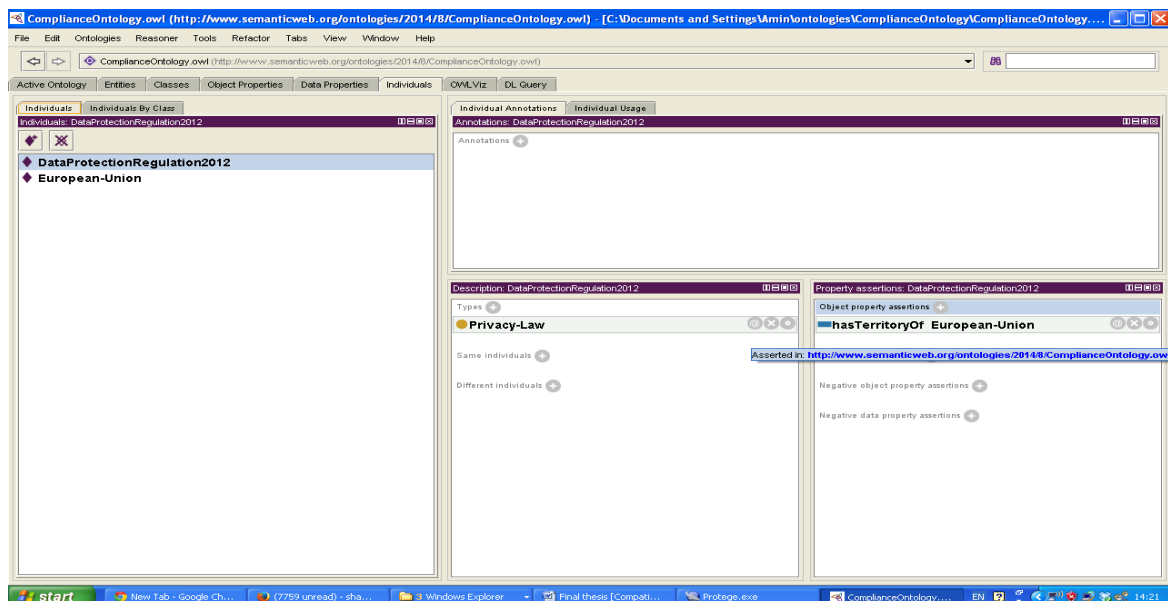 ComplianceOntology.owl (http://www.semanticweb.org/ontologies/2014/8/ComplianceOntology.owl) - [C:\Documents and Settings\Amin\ontologies\ComplianceOntology\ComplianceOntology....
File Edit Ontologies Reasoner Tools Refactor Tabs View Window Help
ComplianceOntology.owl (http://www.semanticweb.org/ontologies/2014/8/ComplianceOntology.owl)
Active Ontology Entities Classes Object Properties Data Properties Individuals OWLViz DL Query
Individuals Individuals By Class
Individuals: DataProtectionRegulation2012
DataProtectionRegulation2012
European-Union
Individual Annotations Individual Usage
Annotations: DataProtectionRegulation2012
Annotations
Description: DataProtectionRegulation2012
Types
Privacy-Law
Same individuals
Different individuals
Property assertions: DataProtectionRegulation2012
Object property assertions
hasTerritoryOf European-Union
Asserted in: http://www.semanticweb.org/ontologies/2014/8/ComplianceOntology.ow
Negative object property assertions
Negative data property assertions
start New Tab - Google Ch... (7759 unread) - sha... 3 Windows Explorer Final thesis [Compati... Protege.exe ComplianceOntology.... EN 14:21